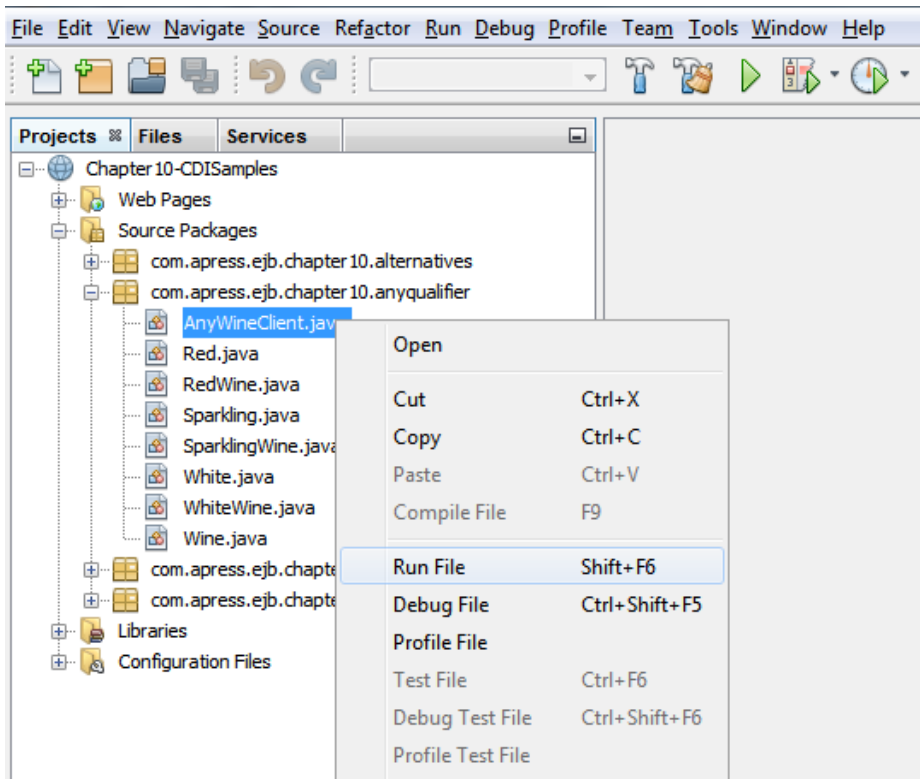 File Edit View Navigate Source Refactor Run Debug Profile Team Tools Window Help
Projects Files Services
Chapter10-CDISamples
Web Pages
Source Packages
com.apress.ejb.chapter10.alternatives
com.apress.ejb.chapter10.anyqualifier
AnyWineClient.jav
Red.java
RedWine.java
Sparkling.java
SparklingWine.java
White.java
WhiteWine.java
Wine.java
com.apress.ejb.chapte
com.apress.ejb.chapte
Libraries
Configuration Files
Open
Cut Ctrl+X
Copy Ctrl+C
Paste Ctrl+V
Compile File F9
Run File Shift+F6
Debug File Ctrl+Shift+F5
Profile File
Test File Ctrl+F6
Debug Test File Ctrl+Shift+F6
Profile Test File